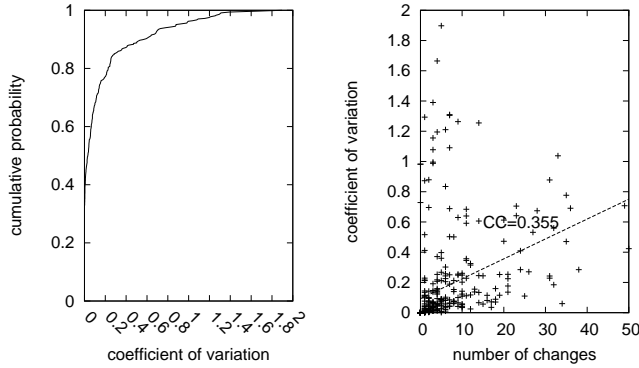 1
0.8
0.6
0.4
0.2
0
cumulative probability
0 0.2 0.4 0.6 0.8 1 1.2 1.4 1.6 1.8 2
coefficient of variation
2
1.8
1.6
1.4
1.2
1
0.8
0.6
0.4
0.2
0
coefficient of variation
CC=0.355
0 10 20 30 40 50
number of changes